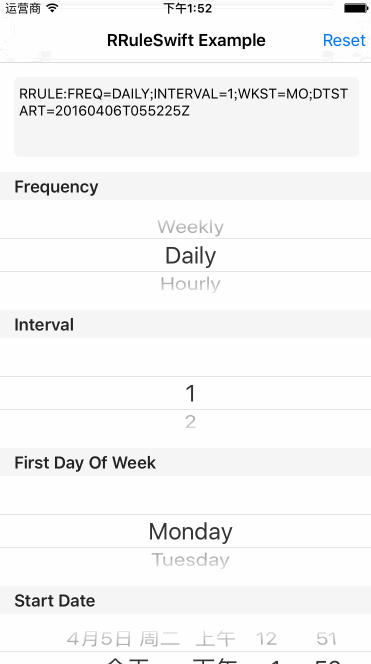 运营商 下午1:52
RRuleSwift Example Reset
RRULE:FREQ=DAILY;INTERVAL=1;WKST=MO;DTST
ART=20160406T055225Z
Frequency
Weekly
Daily
Hourly
Interval
1
2
First Day Of Week
Monday
Tuesday
Start Date
4月5日 周二 上午 12 51
今天 下午 1 52